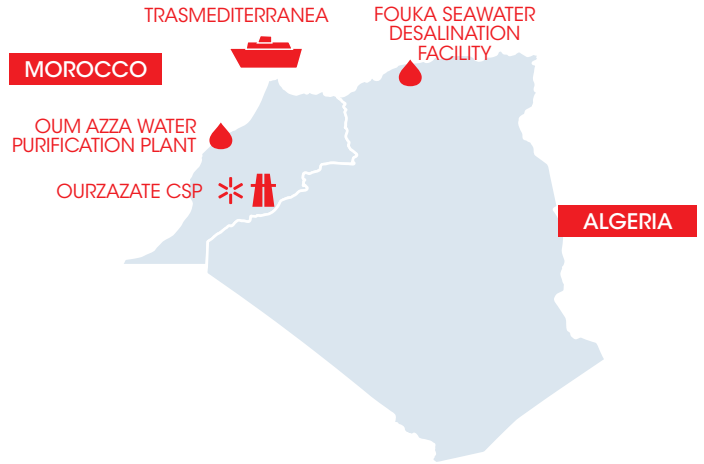 TRASMEDITERRANEA
FOUKA SEAWATER
DESALINATION
FACILITY
MOROCCO
OUM AZZA WATER
PURIFICATION PLANT
OURZAZATE CSP
ALGERIA